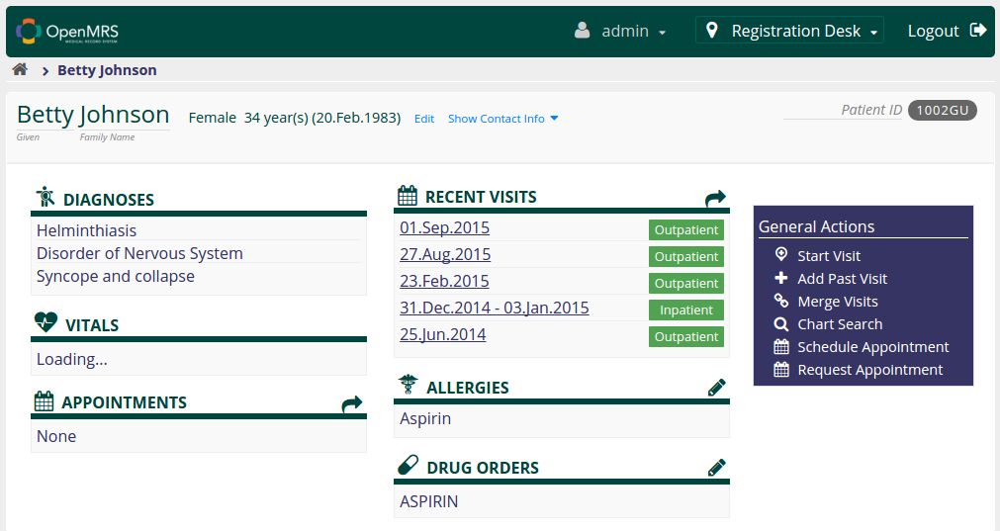 OpenMRS
MEDICAL RECORD SYSTEM
admin
Registration Desk
Logout
Betty Johnson
Betty Johnson
Given
Family Name
Female 34 year(s) (20.Feb.1983)
Edit
Show Contact Info
Patient ID
1002GU
DIAGNOSES
Helminthiasis
Disorder of Nervous System
Syncope and collapse
VITALS
Loading...
APPOINTMENTS
None
RECENT VISITS
01.Sep.2015 Outpatient
27.Aug.2015 Outpatient
23.Feb.2015 Outpatient
31.Dec.2014 - 03.Jan.2015 Inpatient
25.Jun.2014 Outpatient
ALLERGIES
Aspirin
DRUG ORDERS
ASPIRIN
General Actions
Start Visit
Add Past Visit
Merge Visits
Chart Search
Schedule Appointment
Request Appointment